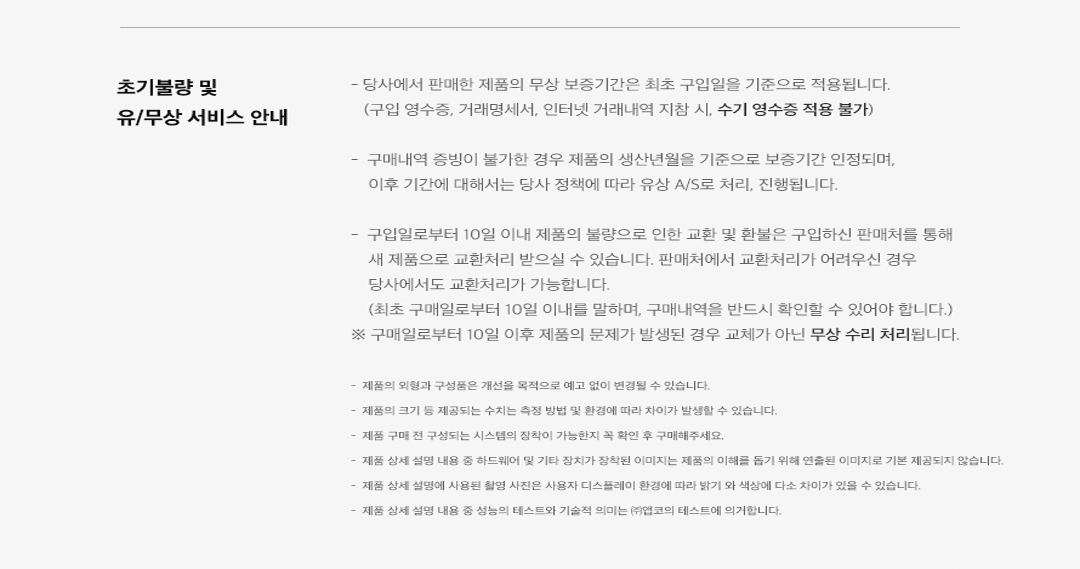 초기불량 및
유/무상 서비스 안내
- 당사에서 판매한 제품의 무상 보증기간은 최초 구입일을 기준으로 적용됩니다.
(구입 영수증, 거래명세서, 인터넷 거래내역 지참 시, 수기 영수증 적용 불가)
- 구매내역 증빙이 불가한 경우 제품의 생산년월을 기준으로 보증기간 인정되며,
이후 기간에 대해서는 당사 정책에 따라 유상 A/S로 처리, 진행됩니다.
- 구입일로부터 10일 이내 제품의 불량으로 인한 교환 및 환불은 구입하신 판매처를 통해
새 제품으로 교환처리 받으실 수 있습니다. 판매처에서 교환처리가 어려우신 경우
당사에서도 교환처리가 가능합니다.
(최초 구매일로부터 10일 이내를 말하며, 구매내역을 반드시 확인할 수 있어야 합니다.)
※ 구매일로부터 10일 이후 제품의 문제가 발생된 경우 교체가 아닌 무상 수리 처리됩니다.
- 제품의 외형과 구성품은 개선을 목적으로 예고 없이 변경될 수 있습니다.
- 제품의 크기 등 제공되는 수치는 측정 방법 및 환경에 따라 차이가 발생할 수 있습니다.
- 제품 구매 전 구성되는 시스템의 장착이 가능한지 꼭 확인 후 구매해주세요.
- 제품 상세 설명 내용 중 하드웨어 및 기타 장치가 장착된 이미지는 제품의 이해를 돕기 위해 연출된 이미지로 기본 제공되지 않습니다.
- 제품 상세 설명에 사용된 촬영 사진은 사용자 디스플레이 환경에 따라 밝기 와 색상에 다소 차이가 있을 수 있습니다.
- 제품 상세 설명 내용 중 성능의 테스트와 기술적 의미는 ㈜앱코의 테스트에 의거합니다.